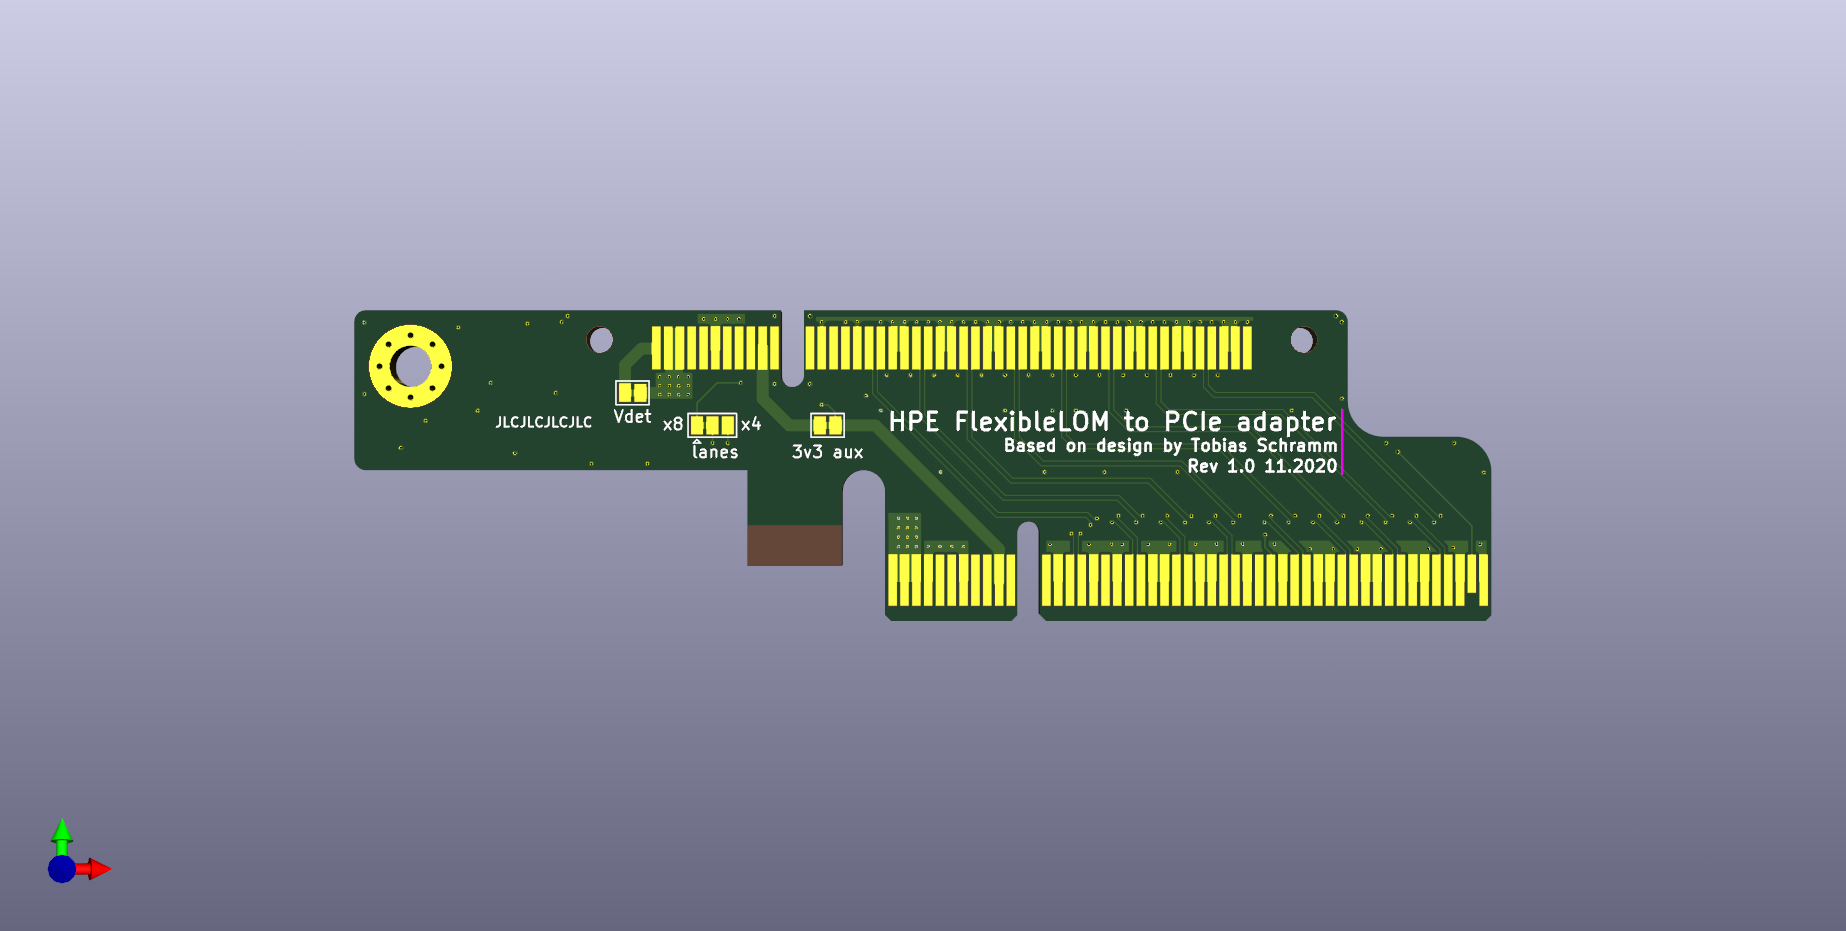 HPE FlexibleLOM to PCIe adapter
Based on design by Tobias Schramm
Rev 1.0 11.2020
JLCJLCJLCJLC
Vdet
x8 x4
lanes
3v3 aux